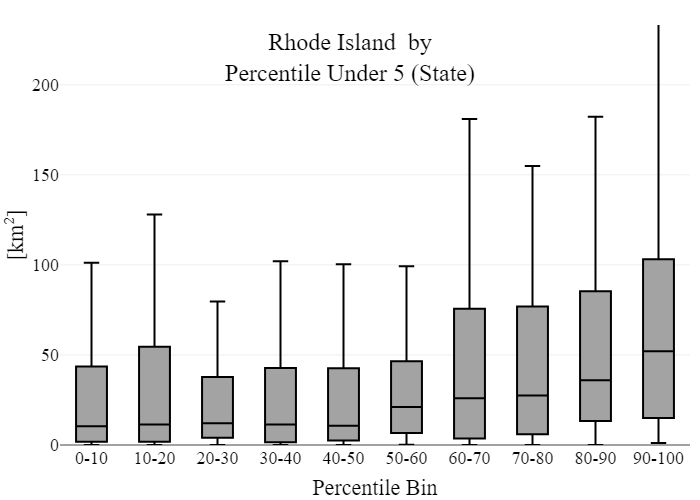 Rhode Island  by
Percentile Under 5 (State)
200
150
100
50
0
[km²]
0-10 10-20 20-30 30-40 40-50 50-60 60-70 70-80 80-90 90-100
Percentile Bin